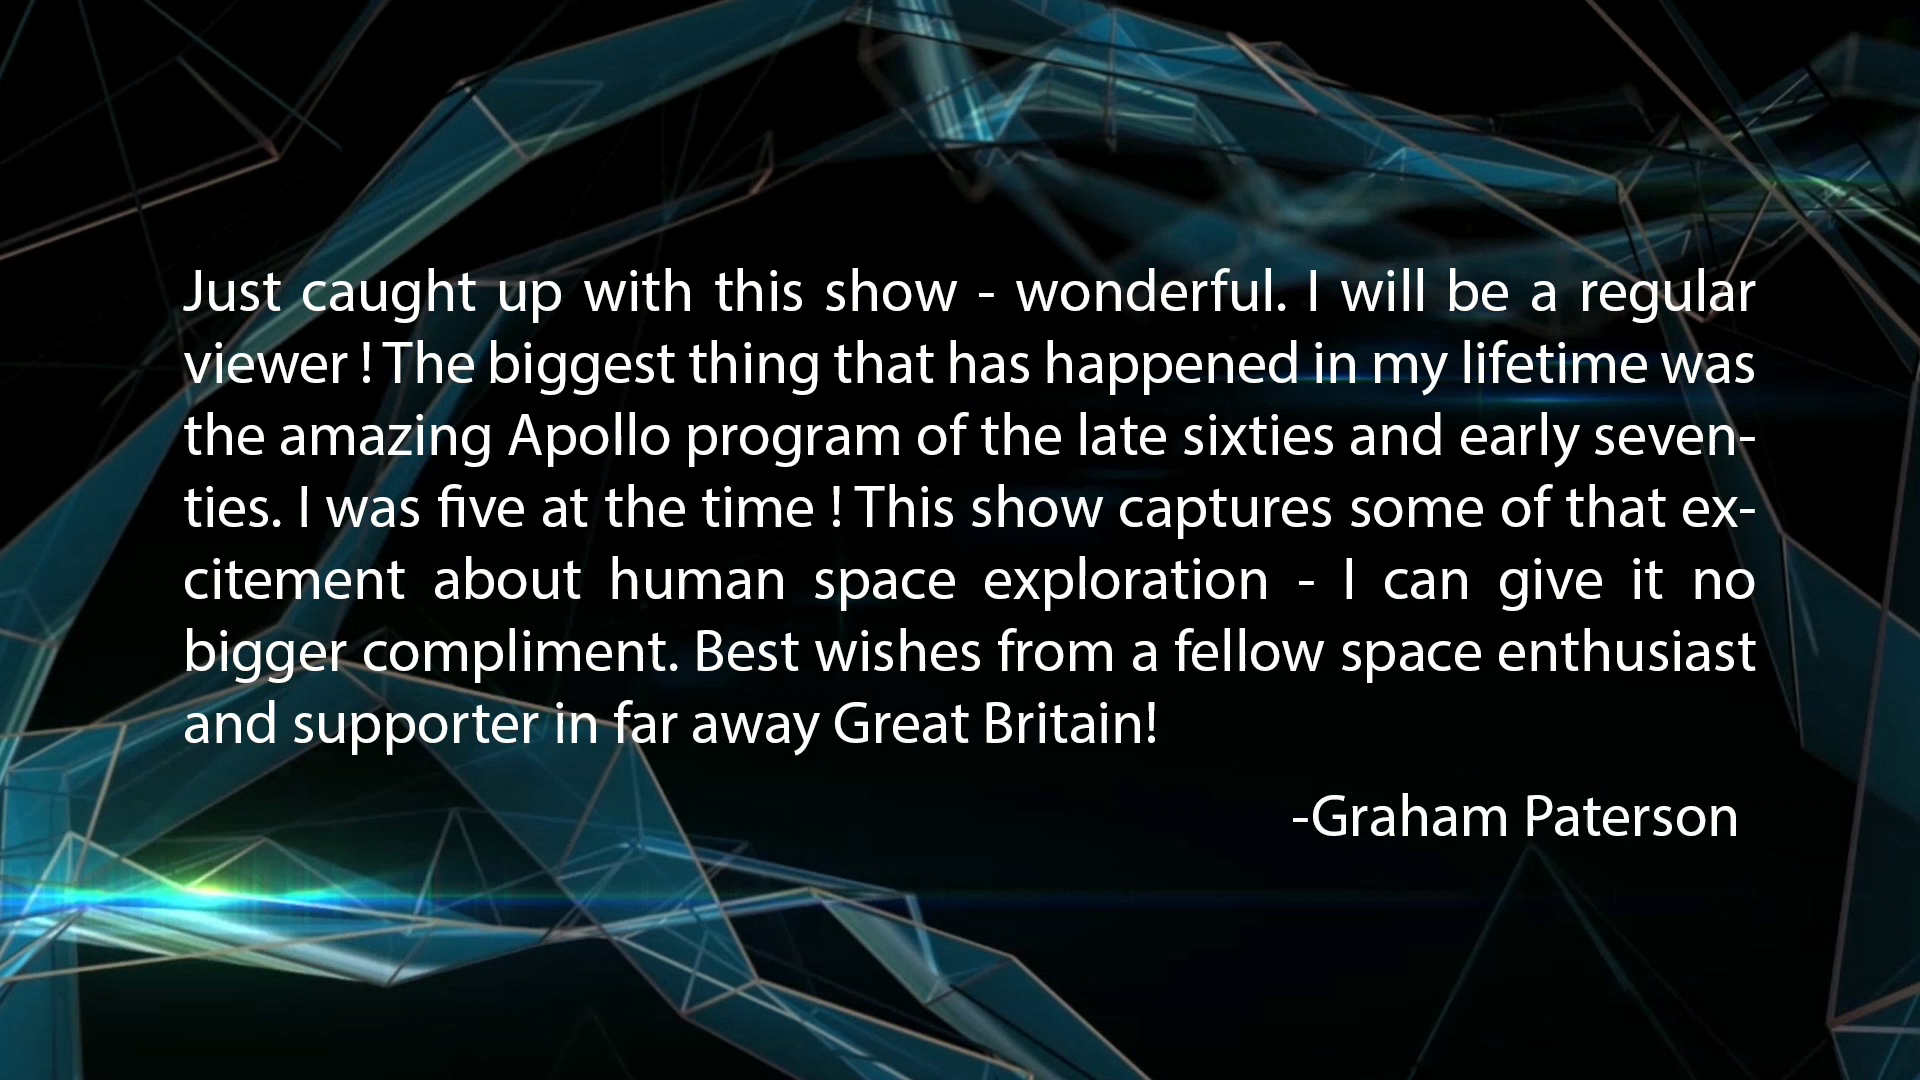 Just caught up with this show - wonderful. I will be a regular
viewer ! The biggest thing that has happened in my lifetime was
the amazing Apollo program of the late sixties and early seven-
ties. I was five at the time ! This show captures some of that ex-
citement about human space exploration - I can give it no
bigger compliment. Best wishes from a fellow space enthusiast
and supporter in far away Great Britain!
-Graham Paterson